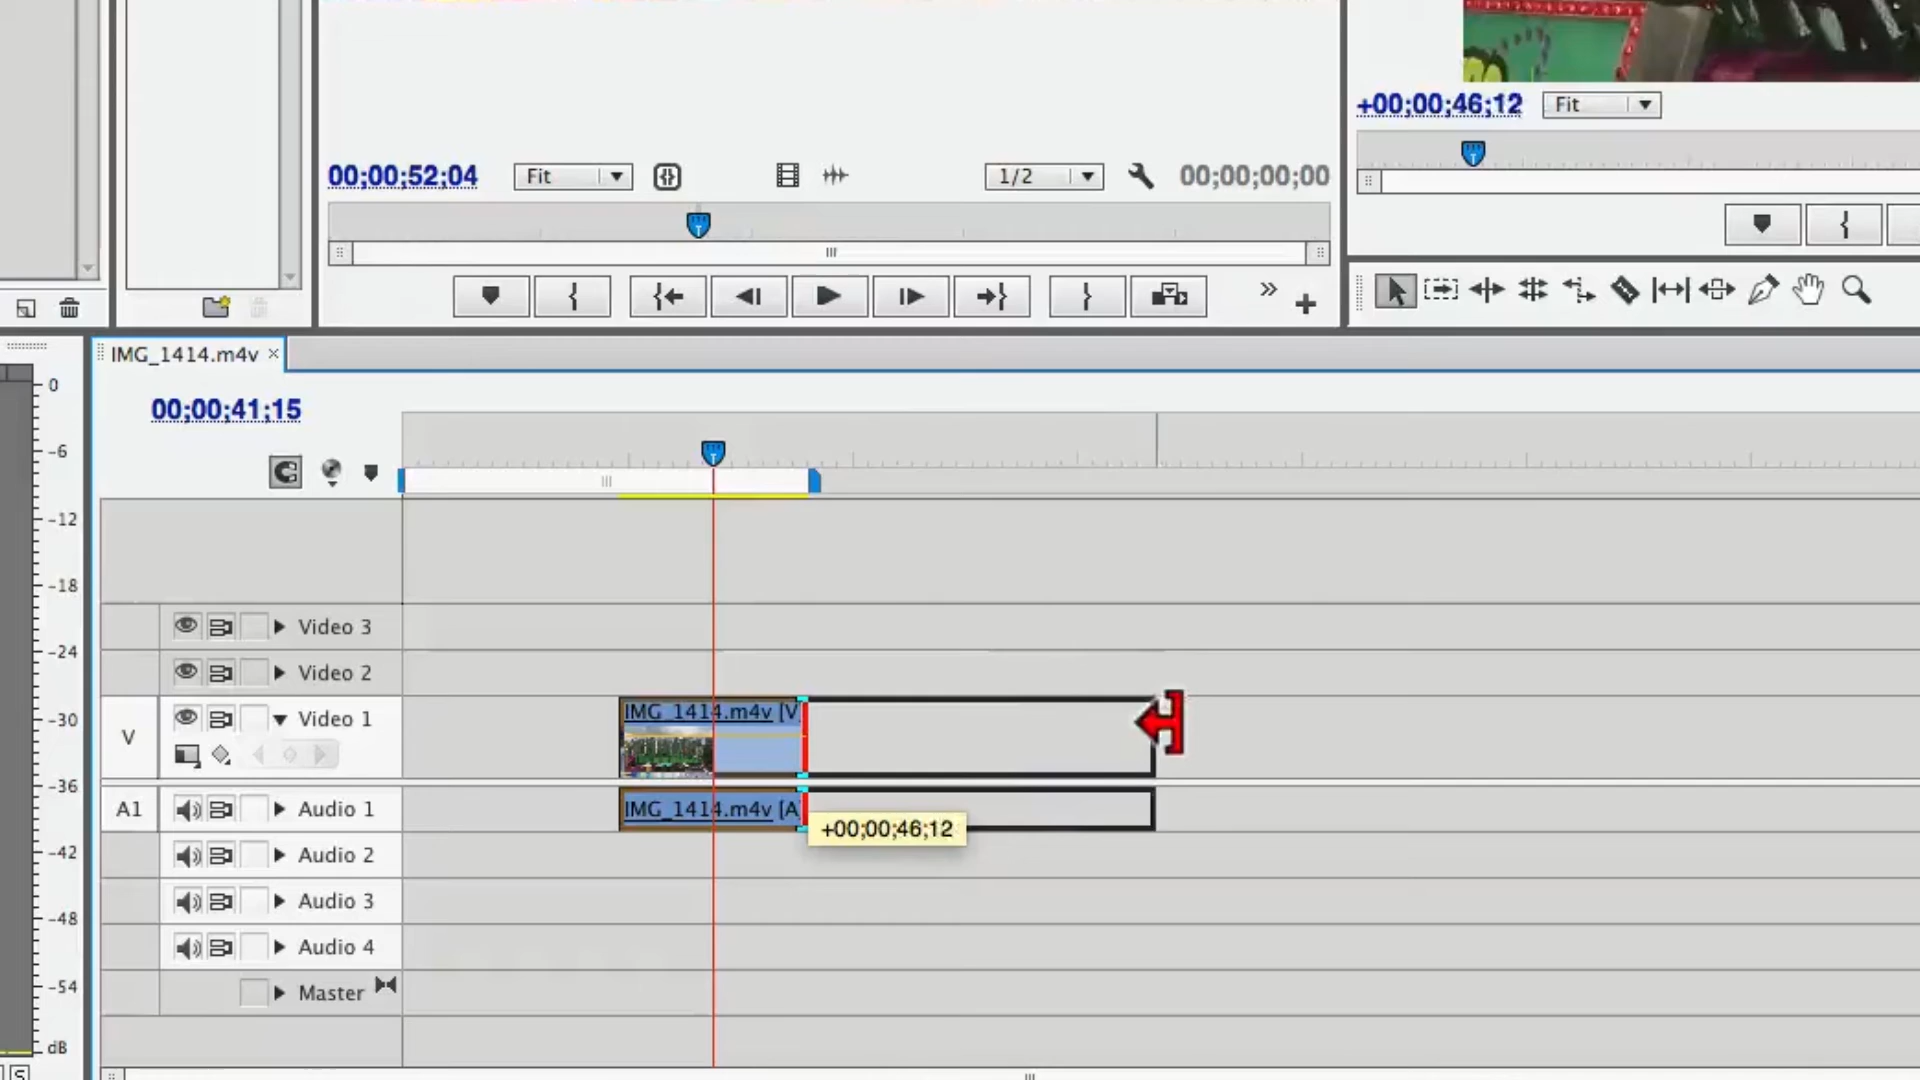 +00;00;46;12 Fit
00;00;52;04 Fit 1/2 00;00;00;00
IMG_1414.m4v ×
00;00;41;15
0
-6
-12
-18
-24
-30
-36
-42
-48
-54
dB
S
Video 3
Video 2
V Video 1
IMG_1414.m4v [V
A1 Audio 1
IMG_1414.m4v [A
+00;00;46;12
Audio 2
Audio 3
Audio 4
Master